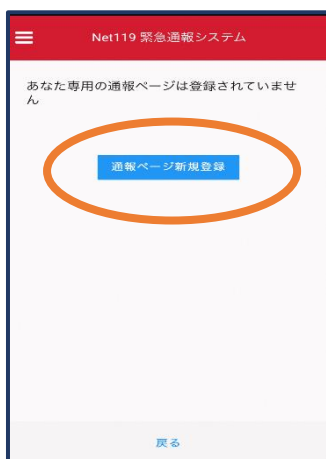 Net119 緊急通報システム
あなた専用の通報ページは登録されていませ
ん
通報ページ新規登録
戻る